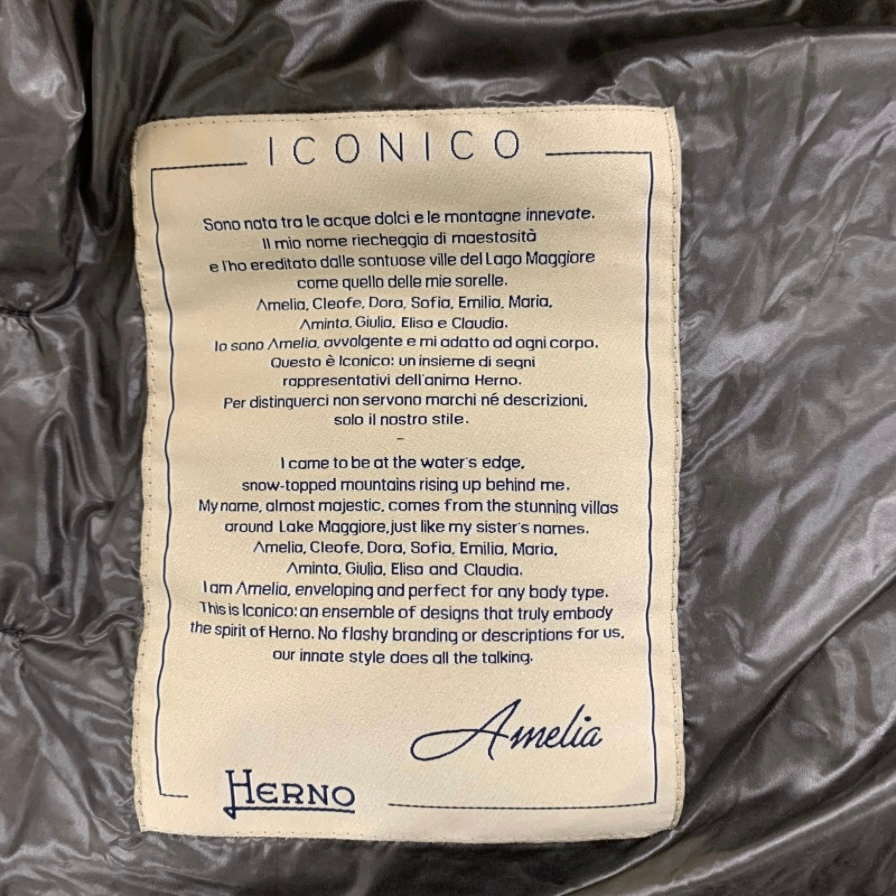 ICONICO
Sono nata tra le acque dolci e le montagne innevate.
Il mio nome riecheggia di maestosità
e l'ho ereditato dalle sontuose ville del Lago Maggiore
come quello delle mie sorelle.
Amelia, Cleofe, Dora, Sofia, Emilia, Maria,
Aminta, Giulia, Elisa e Claudia.
Io sono Amelia, avvolgente e mi adatto ad ogni corpo.
Questo è Iconico: un insieme di segni
rappresentativi dell'anima Herno.
Per distinguerci non servono marchi né descrizioni,
solo il nostro stile.
-
I came to be at the water's edge,
snow-topped mountains rising up behind me.
My name, almost majestic, comes from the stunning villas
around Lake Maggiore, just like my sister's names.
Amelia, Cleofe, Dora, Sofia, Emilia, Maria,
Aminta, Giulia, Elisa and Claudia.
I am Amelia, enveloping and perfect for any body type.
This is Iconico: an ensemble of designs that truly embody
the spirit of Herno. No flashy branding or descriptions for us,
our innate style does all the talking.
Amelia
HERNO